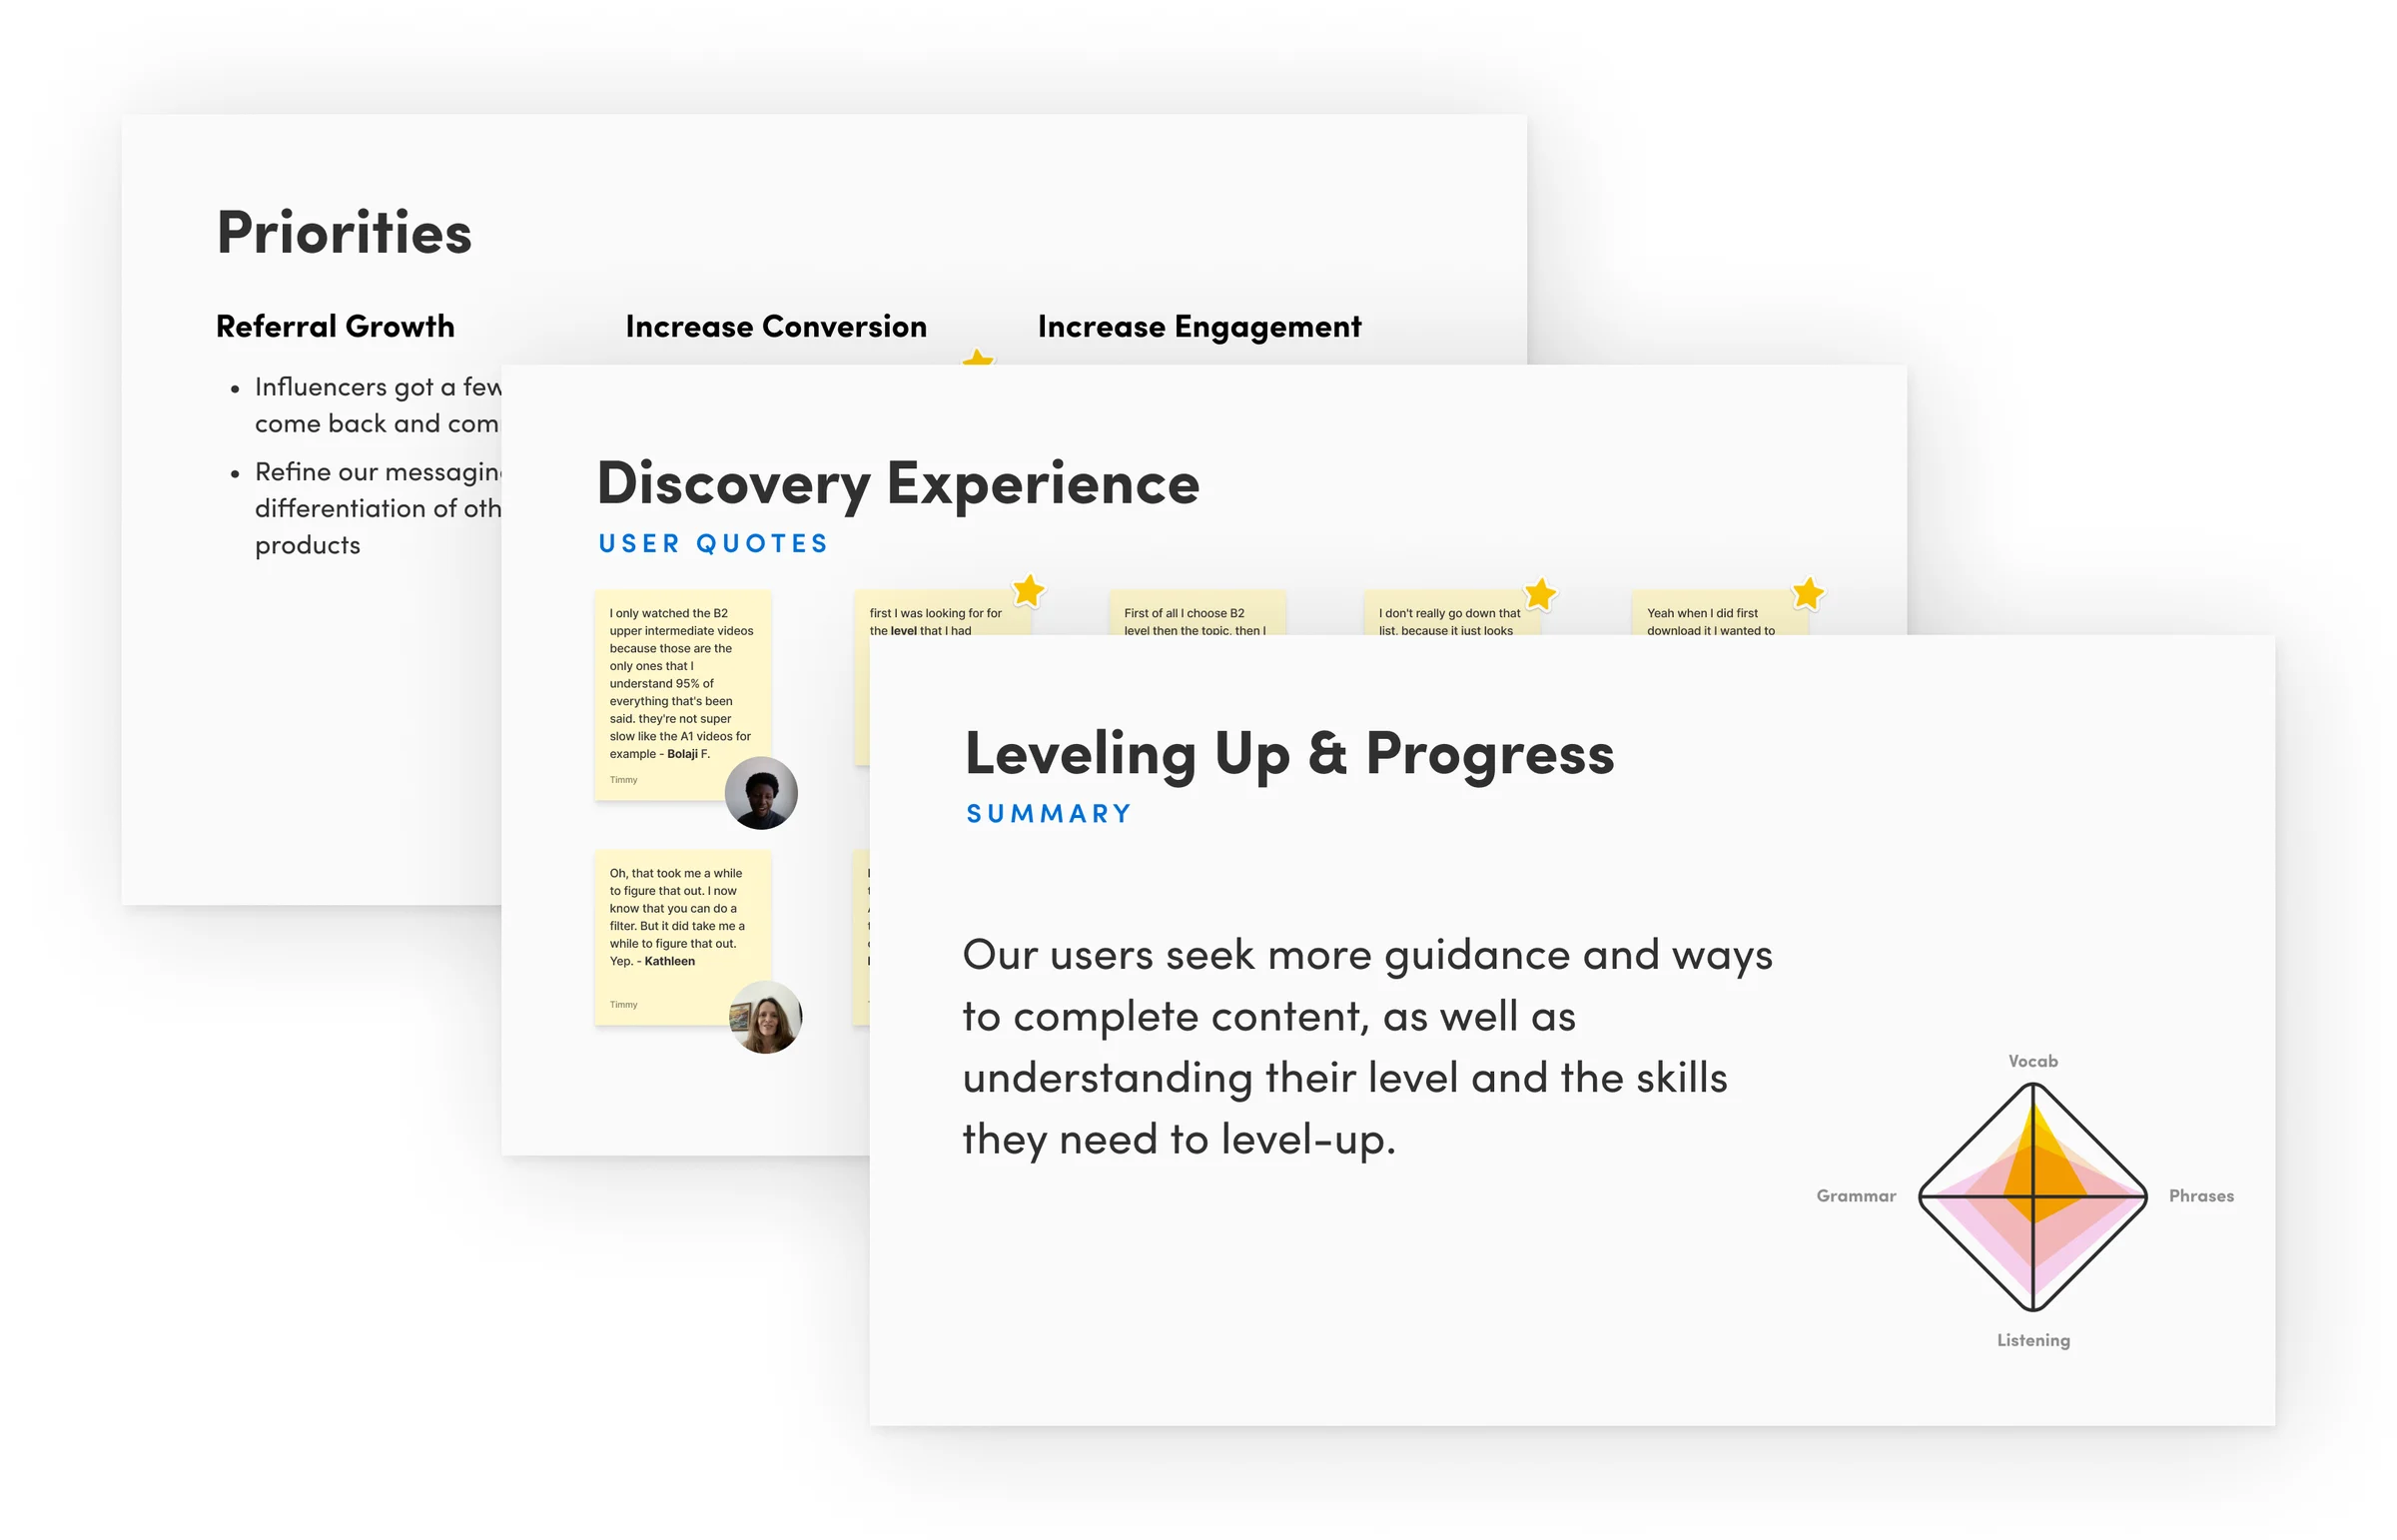 Priorities
Referral Growth
Increase Conversion
Increase Engagement
• Influencers got a few
come back and com
• Refine our messaging
differentiation of oth
products
Discovery Experience
USER QUOTES
I only watched the B2
upper intermediate videos
because those are the
only ones that I
understand 95% of
everything that's been
said. they're not super
slow like the A1 videos for
example - Bolaji F.
Timmy
first I was looking for for
the level that I had
First of all I choose B2
level then the topic, then I
I don't really go down that
list, because it just looks
Yeah when I did first
download it I wanted to
Oh, that took me a while
to figure that out. I now
know that you can do a
filter. But it did take me a
while to figure that out.
Yep. - Kathleen
Timmy
Leveling Up & Progress
SUMMARY
Our users seek more guidance and ways
to complete content, as well as
understanding their level and the skills
they need to level-up.
Vocab
Grammar
Phrases
Listening